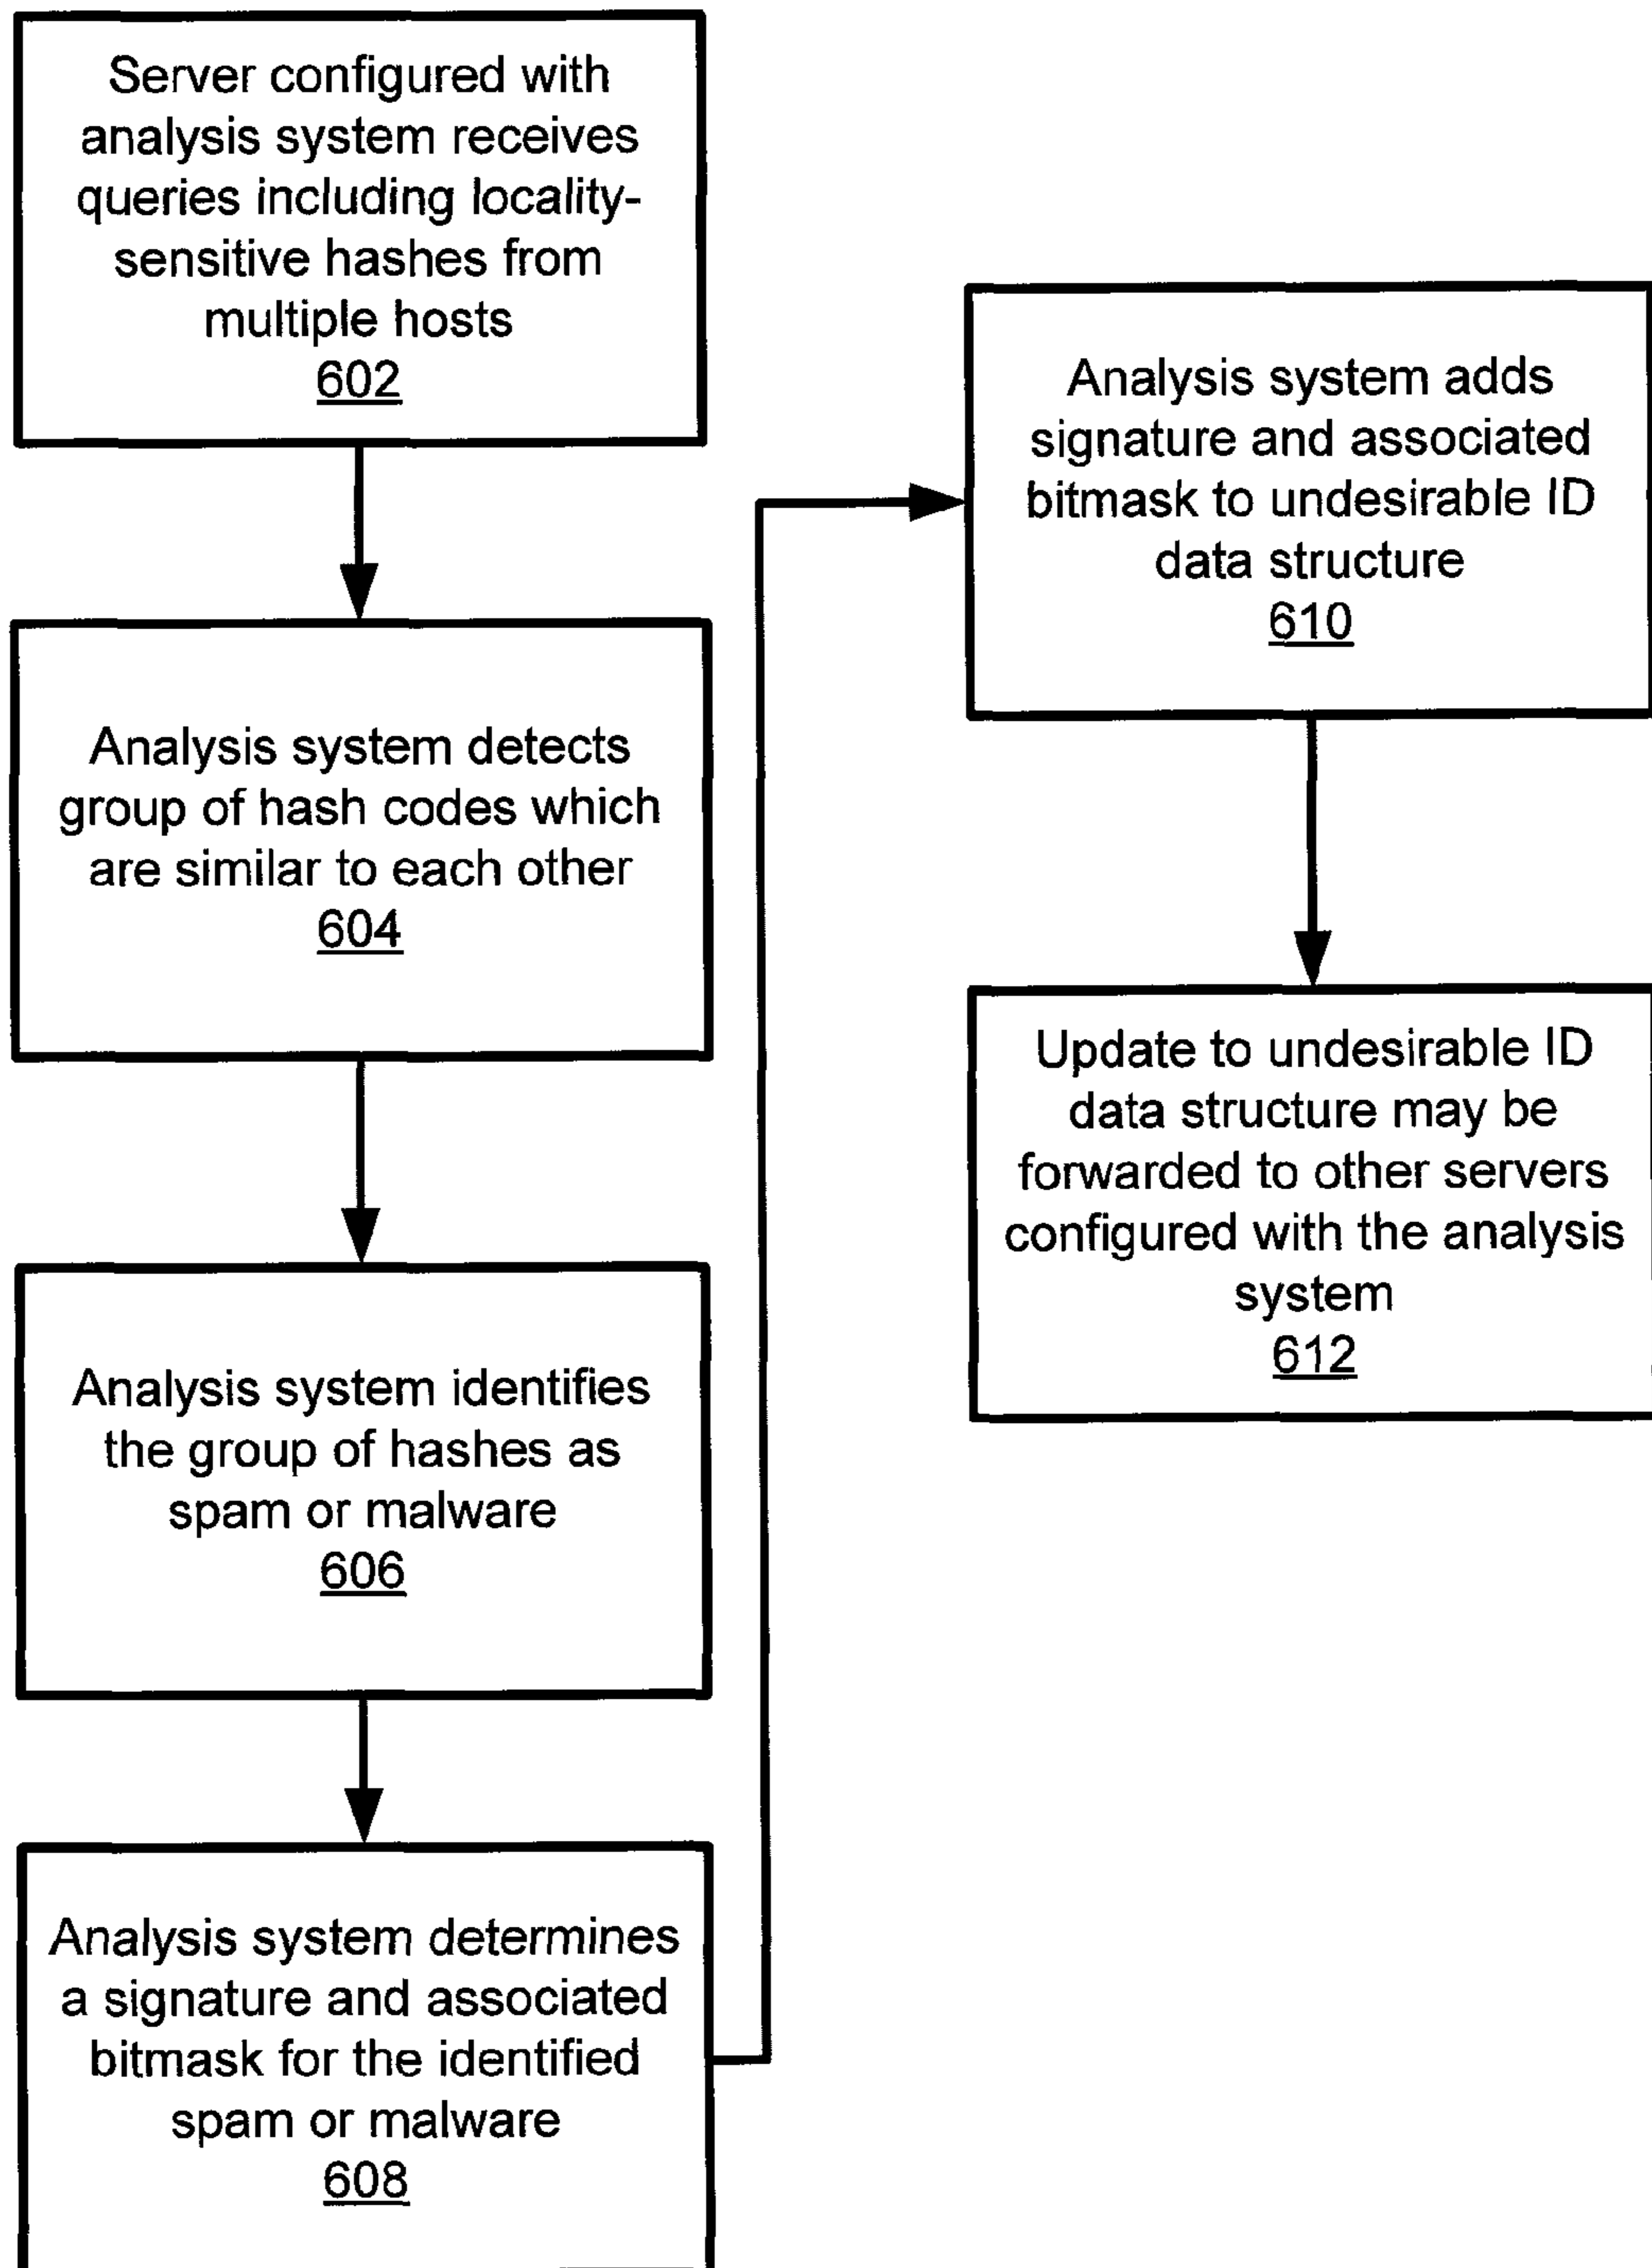 Server configured with
analysis system receives
queries including locality-
sensitive hashes from
multiple hosts
602
Analysis system detects
group of hash codes which
are similar to each other
604
Analysis system identifies
the group of hashes as
spam or malware
606
Analysis system determines
a signature and associated
bitmask for the identified
spam or malware
608
Analysis system adds
signature and associated
bitmask to undesirable ID
data structure
610
Update to undesirable ID
data structure may be
forwarded to other servers
configured with the analysis
system
612